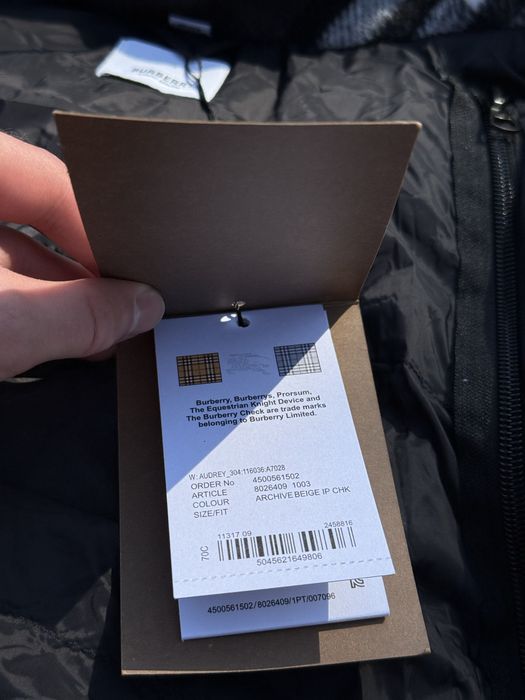 BURBERRY
Burberry, Burberrys, Prorsum,
The Equestrian Knight Device and
The Burberry Check are trade marks
belonging to Burberry Limited.
W: AUDREY_304:116036:A7028
ORDER No 4500561502
ARTICLE 8026409 1003
COLOUR ARCHIVE BEIGE IP CHK
SIZE/FIT
11317 09 2458816
70C
5045621649806
4500561502/8026409/1PT/007096